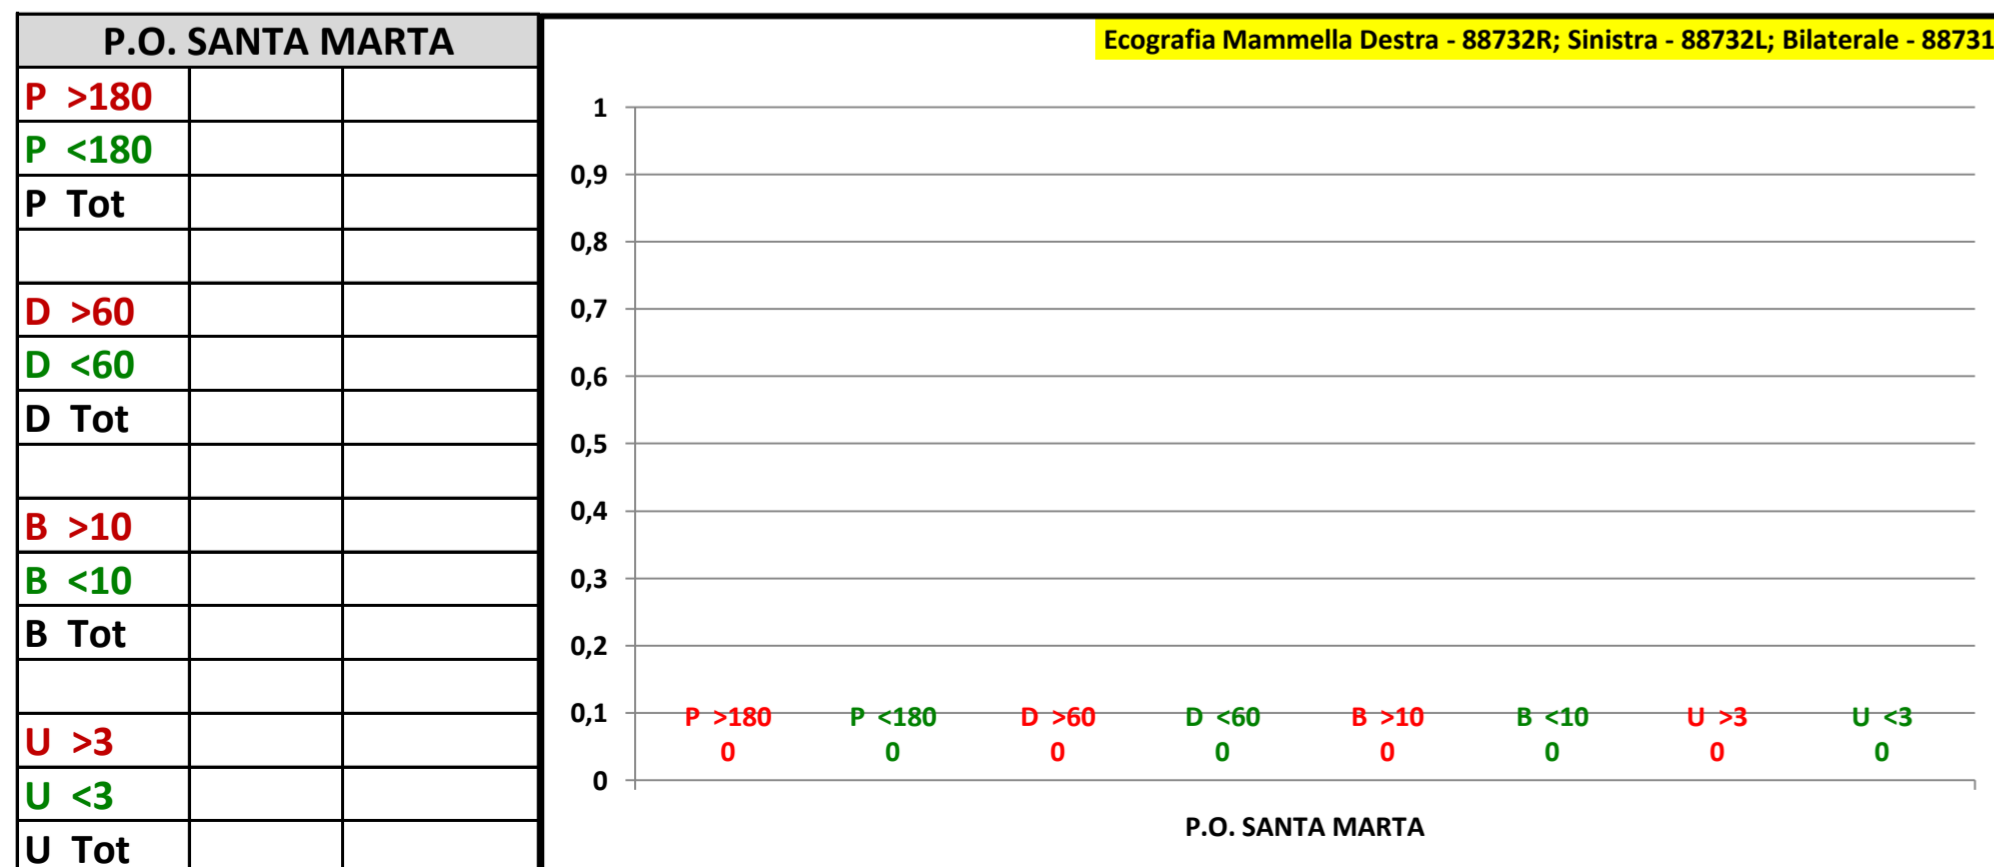 P.O. SANTA MARTA
P >180
P <180
P Tot
D >60
D <60
D Tot
B >10
B <10
B Tot
U >3
U <3
U Tot
Ecografia Mammella Destra - 88732R; Sinistra - 88732L; Bilaterale - 88731
1
0,9
0,8
0,7
0,6
0,5
0,4
0,3
0,2
0,1
0
P >180 P <180 D >60 D <60 B >10 B <10 U >3 U <3
0 0 0 0 0 0 0 0
P.O. SANTA MARTA